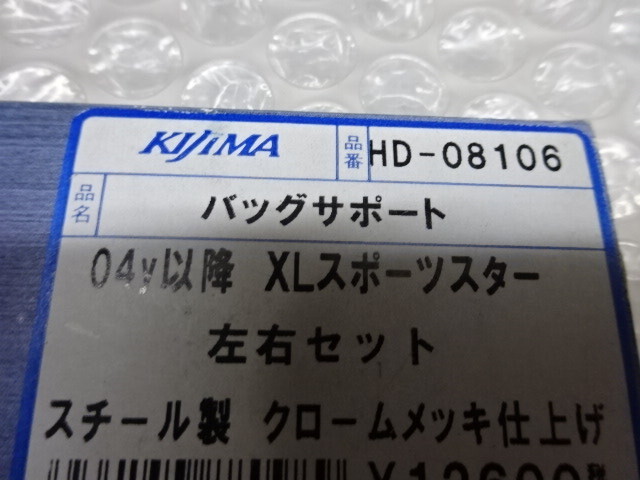 KIJIMA 品番 HD-08106
品名 バッグサポート
04y以降 XLスポーツスター
左右セット
スチール製 クロームメッキ仕上げ